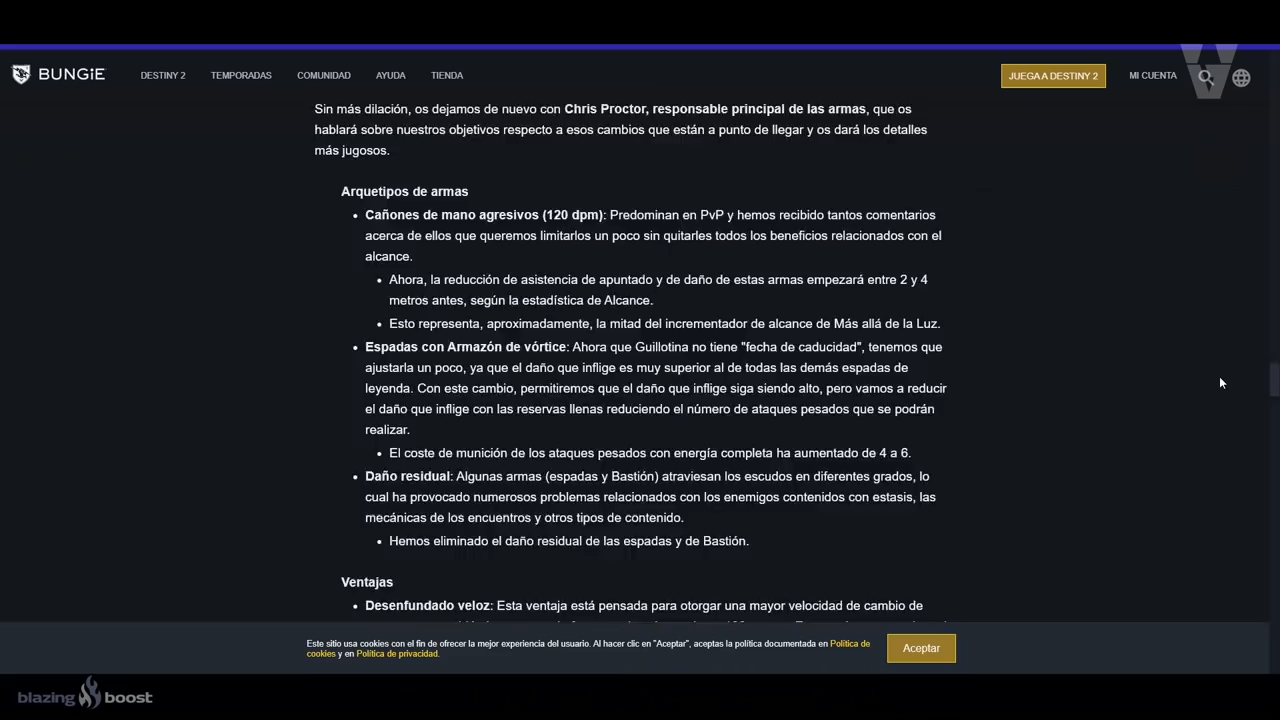 BUNGiE
DESTINY 2
TEMPORADAS
COMUNIDAD
AYUDA
TIENDA
JUEGA A DESTINY 2
MI CUENTA
Sin más dilación, os dejamos de nuevo con Chris Proctor, responsable principal de las armas, que os
hablará sobre nuestros objetivos respecto a esos cambios que están a punto de llegar y os dará los detalles
más jugosos.
Arquetipos de armas
• Cañones de mano agresivos (120 dpm): Predominan en PvP y hemos recibido tantos comentarios
acerca de ellos que queremos limitarlos un poco sin quitarles todos los beneficios relacionados con el
alcance.
• Ahora, la reducción de asistencia de apuntado y de daño de estas armas empezará entre 2 y 4
metros antes, según la estadística de Alcance.
• Esto representa, aproximadamente, la mitad del incrementador de alcance de Más allá de la Luz.
• Espadas con Armazón de vórtice: Ahora que Guillotina no tiene "fecha de caducidad", tenemos que
ajustarla un poco, ya que el daño que inflige es muy superior al de todas las demás espadas de
leyenda. Con este cambio, permitiremos que el daño que inflige siga siendo alto, pero vamos a reducir
el daño que inflige con las reservas llenas reduciendo el número de ataques pesados que se podrán
realizar.
• El coste de munición de los ataques pesados con energía completa ha aumentado de 4 a 6.
• Daño residual: Algunas armas (espadas y Bastión) atraviesan los escudos en diferentes grados, lo
cual ha provocado numerosos problemas relacionados con los enemigos contenidos con estasis, las
mecánicas de los encuentros y otros tipos de contenido.
• Hemos eliminado el daño residual de las espadas y de Bastión.
Ventajas
• Desenfundado veloz: Esta ventaja está pensada para otorgar una mayor velocidad de cambio de
Este sitio usa cookies con el fin de ofrecer la mejor experiencia del usuario. Al hacer clic en "Aceptar", aceptas la política documentada en Política de
cookies y en Política de privacidad.
Aceptar
blazing boost